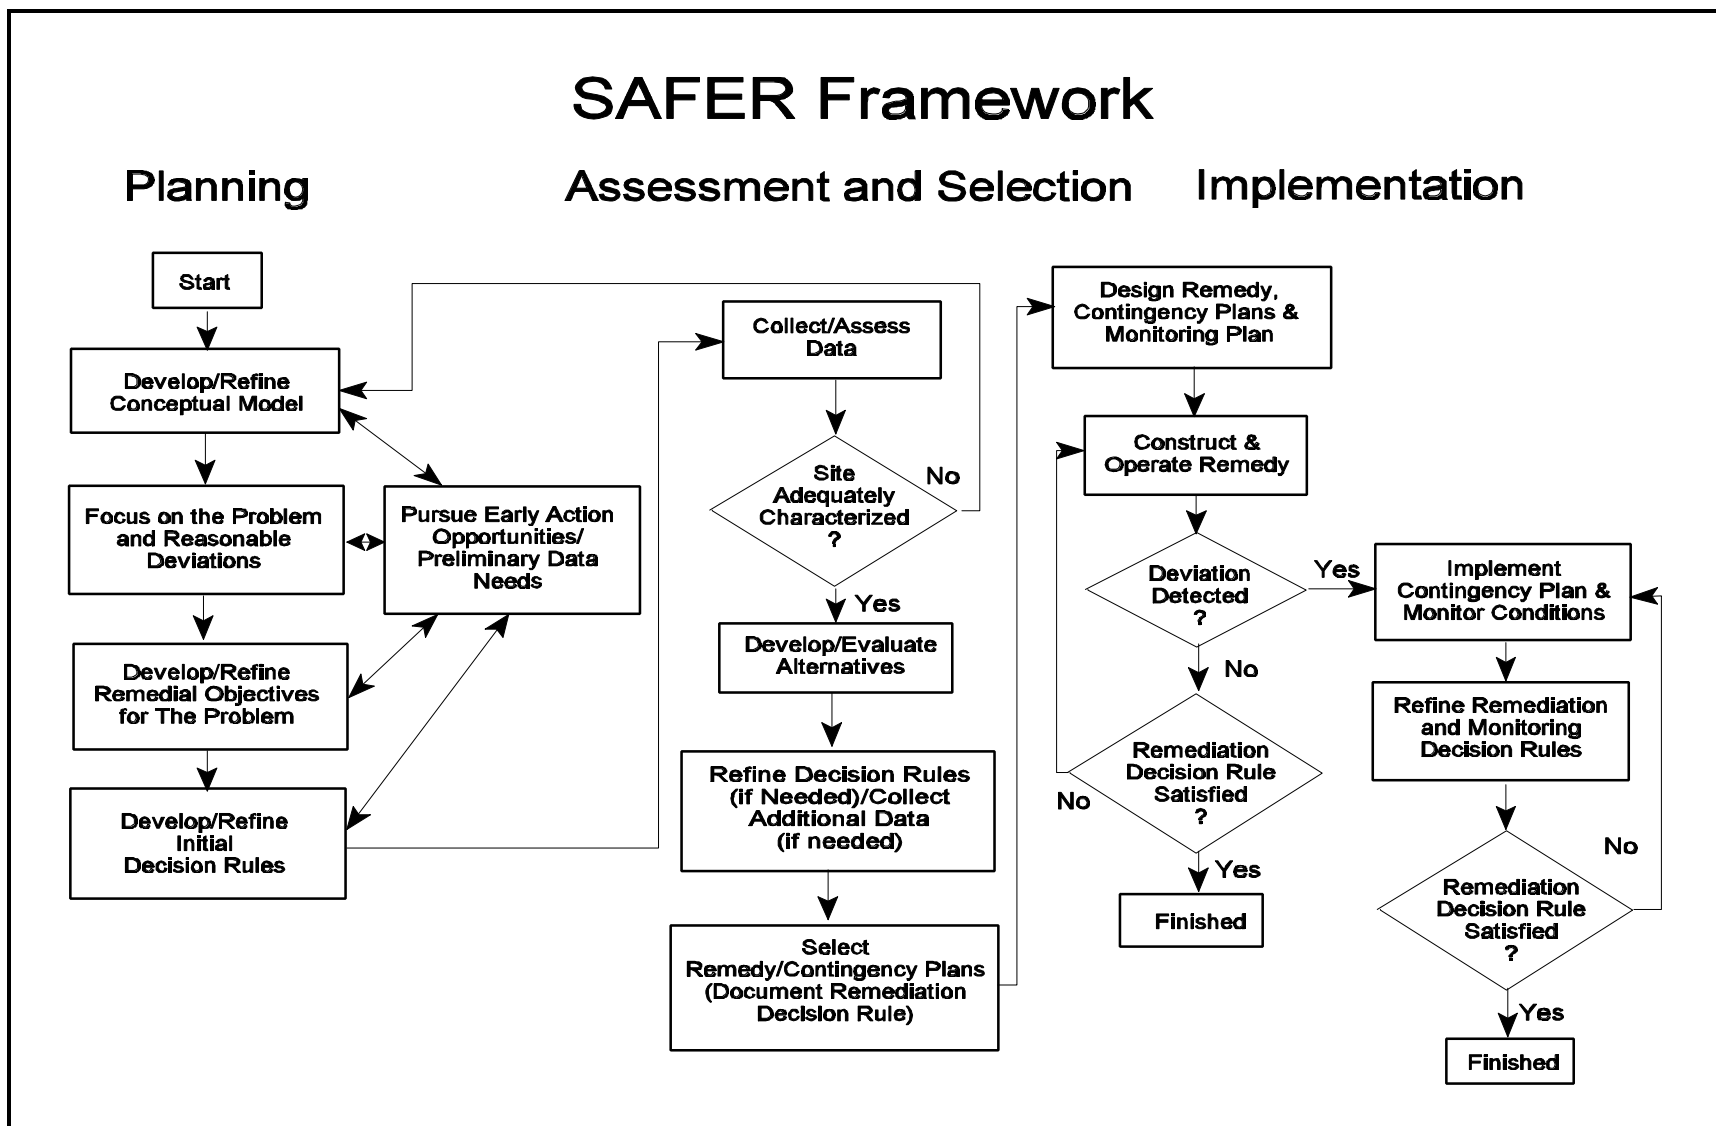 SAFER Framework
Planning
Assessment and Selection
Implementation
Start
Develop/Refine
Conceptual Model
Focus on the Problem
and Reasonable
Deviations
Pursue Early Action
Opportunities/
Preliminary Data
Needs
Develop/Refine
Remedial Objectives
for The Problem
Develop/Refine
Initial
Decision Rules
Collect/Assess
Data
Site
Adequately
Characterized
?
No
Yes
Develop/Evaluate
Alternatives
Refine Decision Rules
(if Needed)/Collect
Additional Data
(if needed)
Select
Remedy/Contingency Plans
(Document Remediation
Decision Rule)
Design Remedy,
Contingency Plans &
Monitoring Plan
Construct &
Operate Remedy
Deviation
Detected
?
Yes
No
Remediation
Decision Rule
Satisfied
?
No
Yes
Finished
Implement
Contingency Plan &
Monitor Conditions
Refine Remediation
and Monitoring
Decision Rules
Remediation
Decision Rule
Satisfied
?
No
Yes
Finished